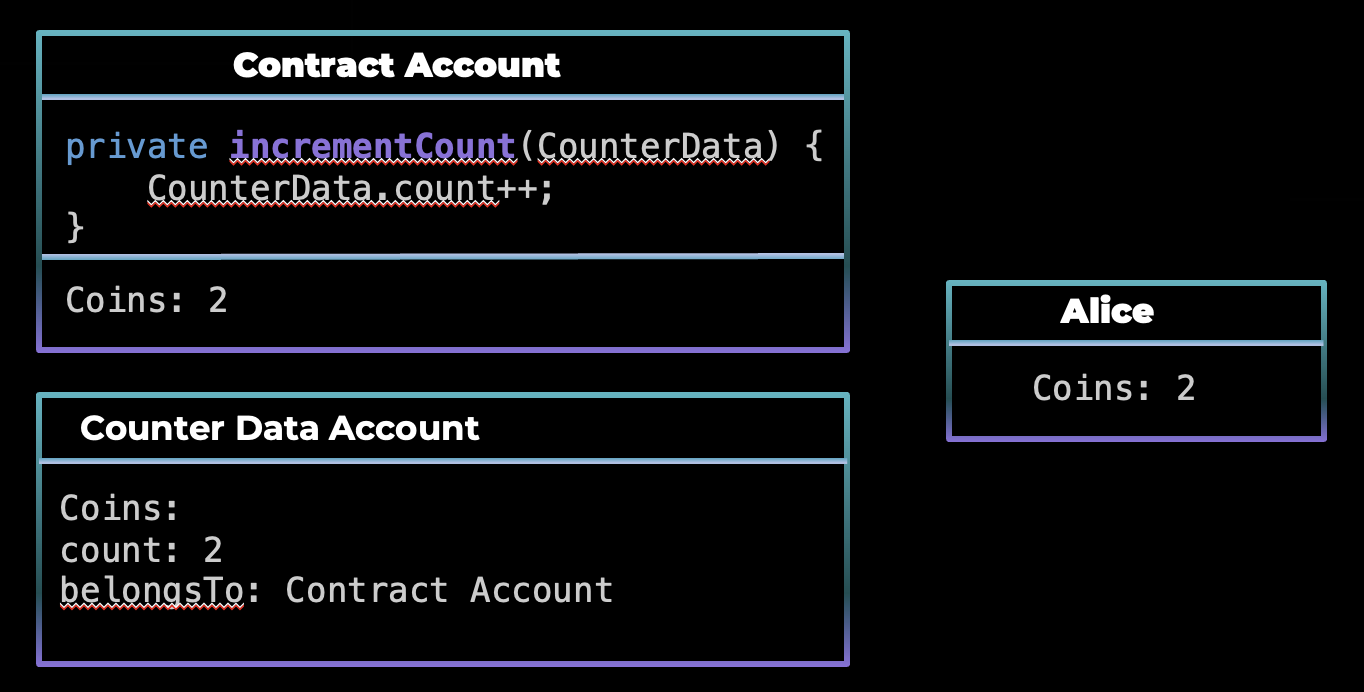 Contract Account
private incrementCount(CounterData) {
    CounterData.count++;
}
Coins: 2
Counter Data Account
Coins:
count: 2
belongsTo: Contract Account
Alice
Coins: 2